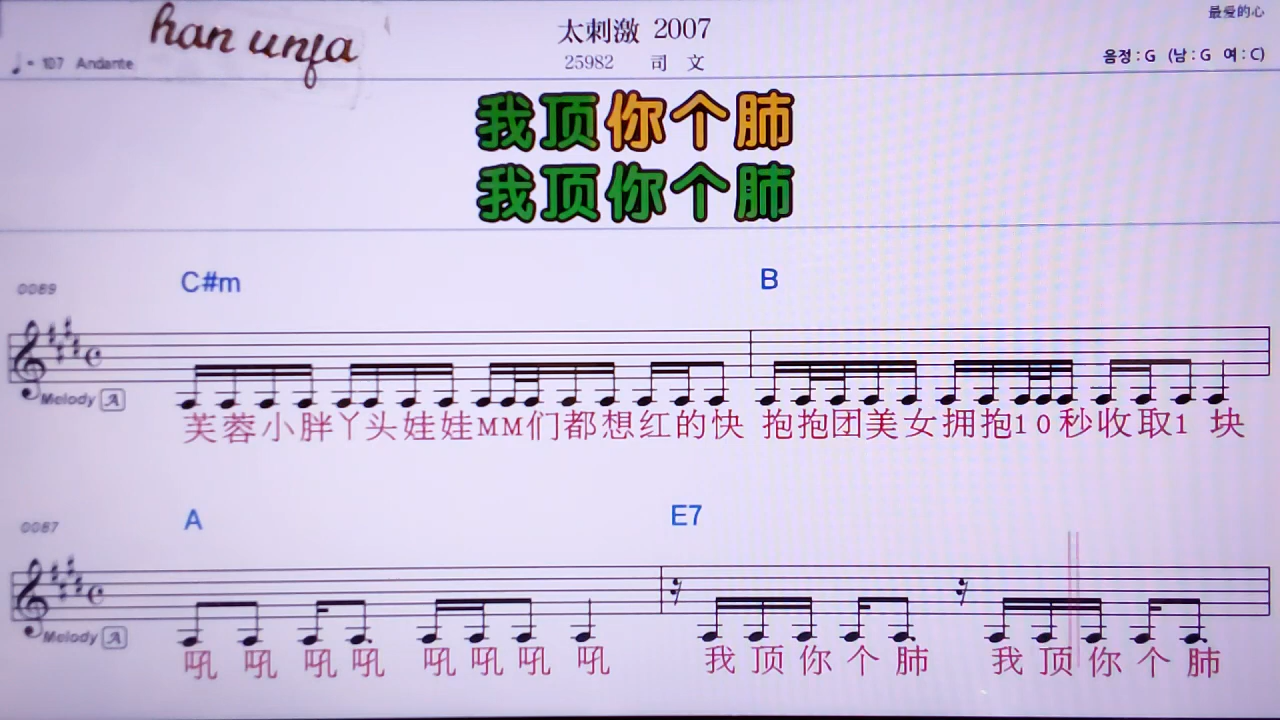 han unja
太刺激 2007
最爱的心
25982 司 文
♩= 107 Andante
음정 : G (남 : G 여 : C)
我顶你个肺
我顶你个肺
0089
C#m B
Melody A
芙蓉小胖丫头娃娃MM们都想红的快 抱抱团美女拥抱10秒收取1 块
0087
A E7
Melody A
吼 吼 吼 吼 吼 吼 吼 吼 我 顶 你 个 肺 我 顶 你 个 肺